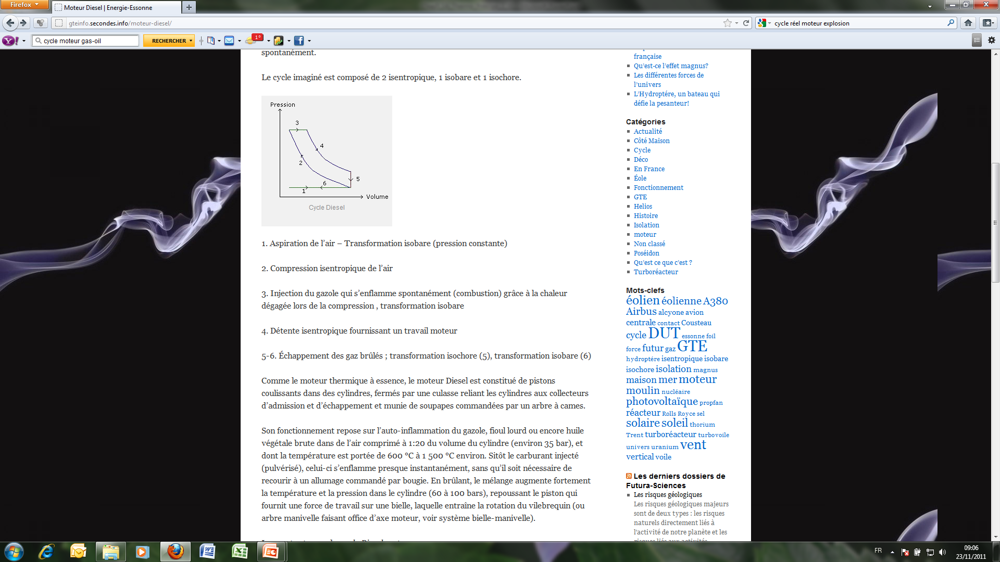 Firefox
Moteur Diesel | Energie-Essonne
gteinfo.secondes.info/moteur-diesel/
cycle réel moteur explosion
Y!
cycle moteur gas-oil
RECHERCHER
1°
spontanément.
Le cycle imaginé est composé de 2 isentropique, 1 isobare et 1 isochore.
Pression
3
4
2
5
6
1
Volume
Cycle Diesel
1. Aspiration de l’air – Transformation isobare (pression constante)
2. Compression isentropique de l’air
3. Injection du gazole qui s’enflamme spontanément (combustion) grâce à la chaleur
dégagée lors de la compression , transformation isobare
4. Détente isentropique fournissant un travail moteur
5-6. Échappement des gaz brûlés ; transformation isochore (5), transformation isobare (6)
Comme le moteur thermique à essence, le moteur Diesel est constitué de pistons
coulissants dans des cylindres, fermés par une culasse reliant les cylindres aux collecteurs
d’admission et d’échappement et munie de soupapes commandées par un arbre à cames.
Son fonctionnement repose sur l’auto-inflammation du gazole, fioul lourd ou encore huile
végétale brute dans de l’air comprimé à 1:20 du volume du cylindre (environ 35 bar), et
dont la température est portée de 600 °C à 1 500 °C environ. Sitôt le carburant injecté
(pulvérisé), celui-ci s’enflamme presque instantanément, sans qu’il soit nécessaire de
recourir à un allumage commandé par bougie. En brûlant, le mélange augmente fortement
la température et la pression dans le cylindre (60 à 100 bars), repoussant le piston qui
fournit une force de travail sur une bielle, laquelle entraîne la rotation du vilebrequin (ou
arbre manivelle faisant office d’axe moteur, voir système bielle-manivelle).
française
Qu’est-ce l’effet magnus?
Les différentes forces de
l’univers
L’Hydroptére, un bateau qui
défie la pesanteur!
Catégories
Actualité
Côté Maison
Cycle
Déco
En France
Éole
Fonctionnement
GTE
Helios
Histoire
Isolation
moteur
Non classé
Poséidon
Qu’est ce que c’est ?
Turboréacteur
Mots-clefs
éolien éolienne A380
Airbus alcyone avion
centrale contact Cousteau
cycle DUT essonne foil
force futur gaz GTE
hydroptére isentropique isobare
isochore isolation magnus
maison mer moteur
moulin nucléaire
photovoltaïque propfan
réacteur Rolls Royce sel
solaire soleil thorium
Trent turboréacteur turbovoile
univers uranium vent
vertical voile
Les derniers dossiers de
Futura-Sciences
Les risques géologiques
Les risques géologiques majeurs
sont de deux types : les risques
naturels directement liés à
l'activité de notre planète et les
risques liés aux activités
FR
09:06
23/11/2011